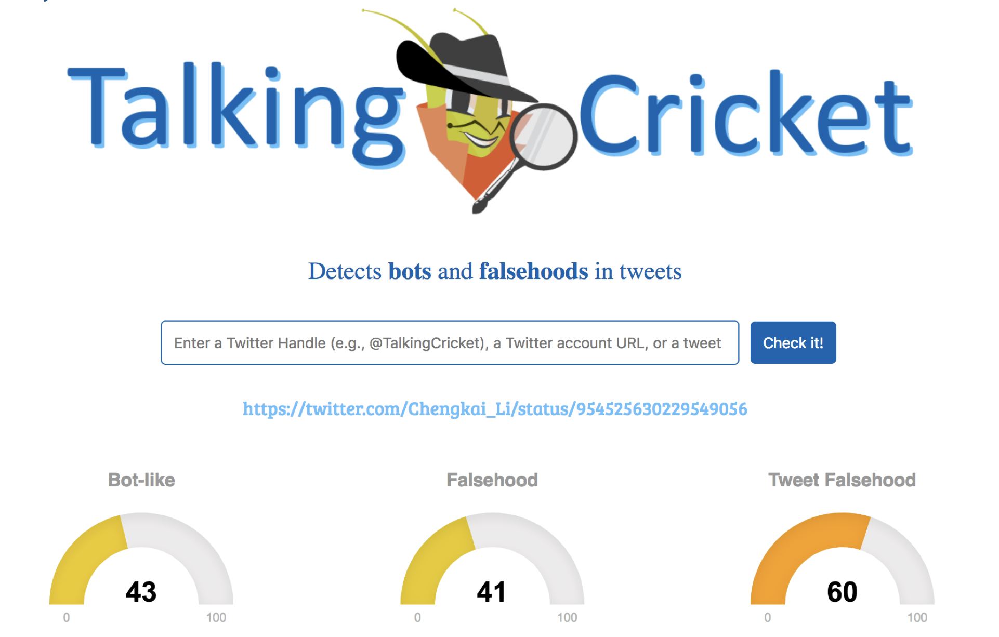 Talking Cricket
Detects bots and falsehoods in tweets
Enter a Twitter Handle (e.g., @TalkingCricket), a Twitter account URL, or a tweet
Check it!
https://twitter.com/Chengkai_Li/status/954525630229549056
Bot-like
Falsehood
Tweet Falsehood
43
41
60
0 100
0 100
0 100